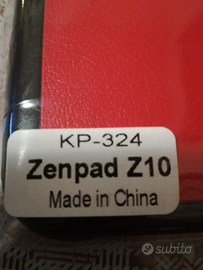 KP-324
Zenpad Z10
Made in China
subito